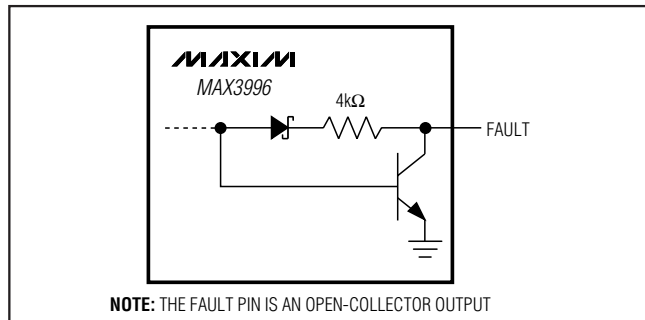 MAXIM
MAX3996
4kΩ
FAULT
NOTE: THE FAULT PIN IS AN OPEN-COLLECTOR OUTPUT